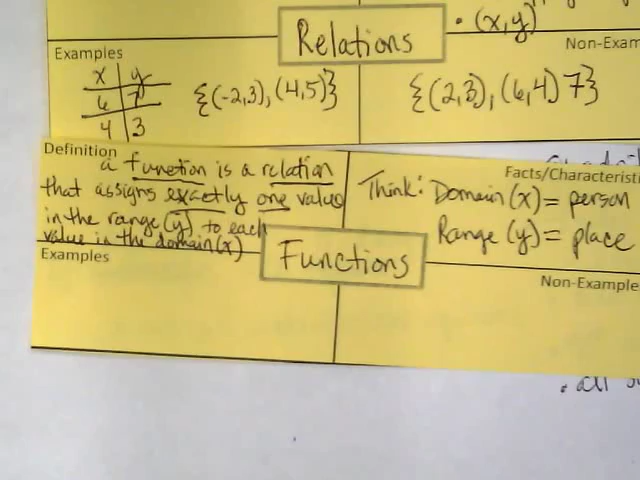 • (x,y)
Relations
Examples
Non-Exam
x y
6 7
4 3
{(-2,3), (4,5)}
{(2,3), (6,4) 7}
Definition
a function is a relation
that assigns exactly one value
in the range (y) to each
value in the domain(x)
Facts/Characteristi
Think: Domain (x) = person
Range (y) = place
Functions
Examples
Non-Example
. all